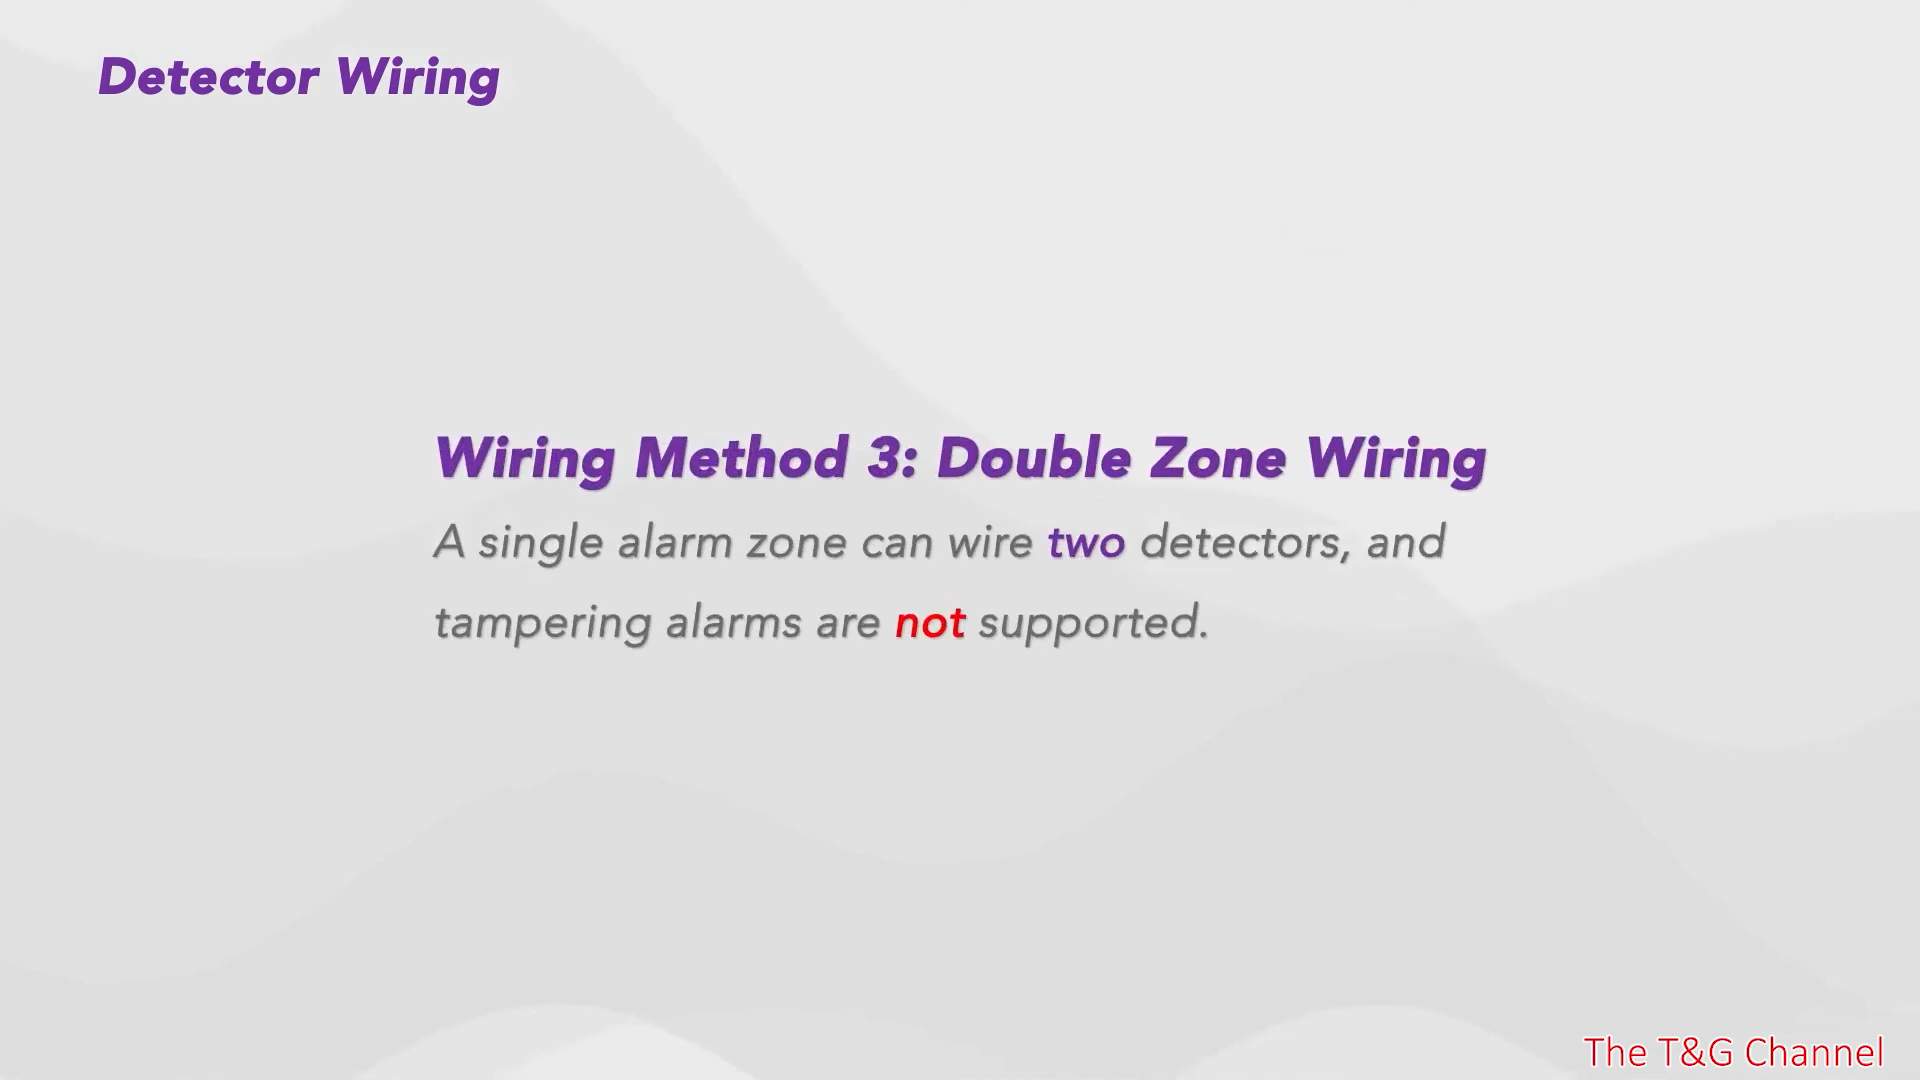 Detector Wiring
Wiring Method 3: Double Zone Wiring
A single alarm zone can wire two detectors, and
tampering alarms are not supported.
The T&G Channel